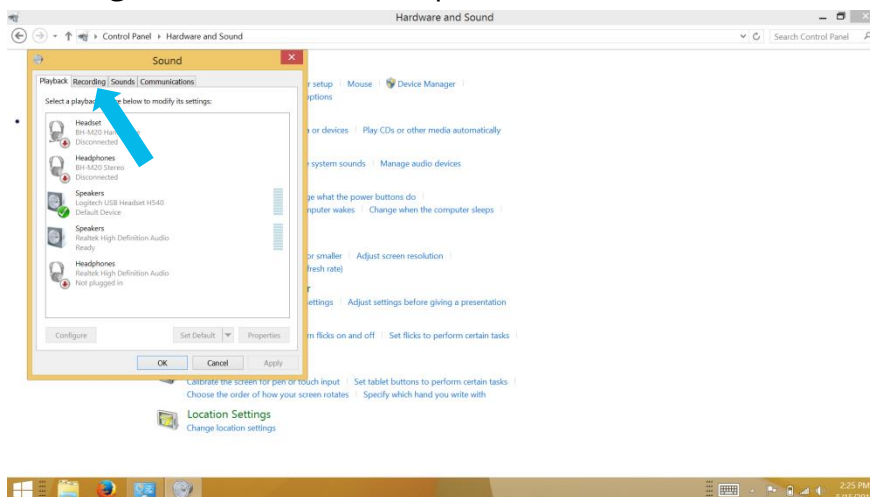 Hardware and Sound
Control Panel
Hardware and Sound
Search Control Panel
Sound
Playback
Recording
Sounds
Communications
Select a
below to modify its settings:
Headset
BH-M20
Disconnected
Headphones
BH-M20 Stereo
Disconnected
Speakers
Logitech USB Headset H540
Default Device
Speakers
Realtek High Definition Audio
Ready
Headphones
Realtek High Definition Audio
Not plugged in
Configure
Set Default
Properties
OK
Cancel
Apply
setup
Mouse
Device Manager
or devices
Play CDs or other media automatically
system sounds
Manage audio devices
what the power buttons do
wakes
Change when the computer sleeps
or smaller
Adjust screen resolution
rate)
Adjust settings before giving a presentation
flicks on and off
Set flicks to perform certain tasks
Calibrate the screen for pen or touch input
Set tablet buttons to perform certain tasks
Choose the order of how your screen rotates
Specify which hand you write with
Location Settings
Change location settings
2:25 PM